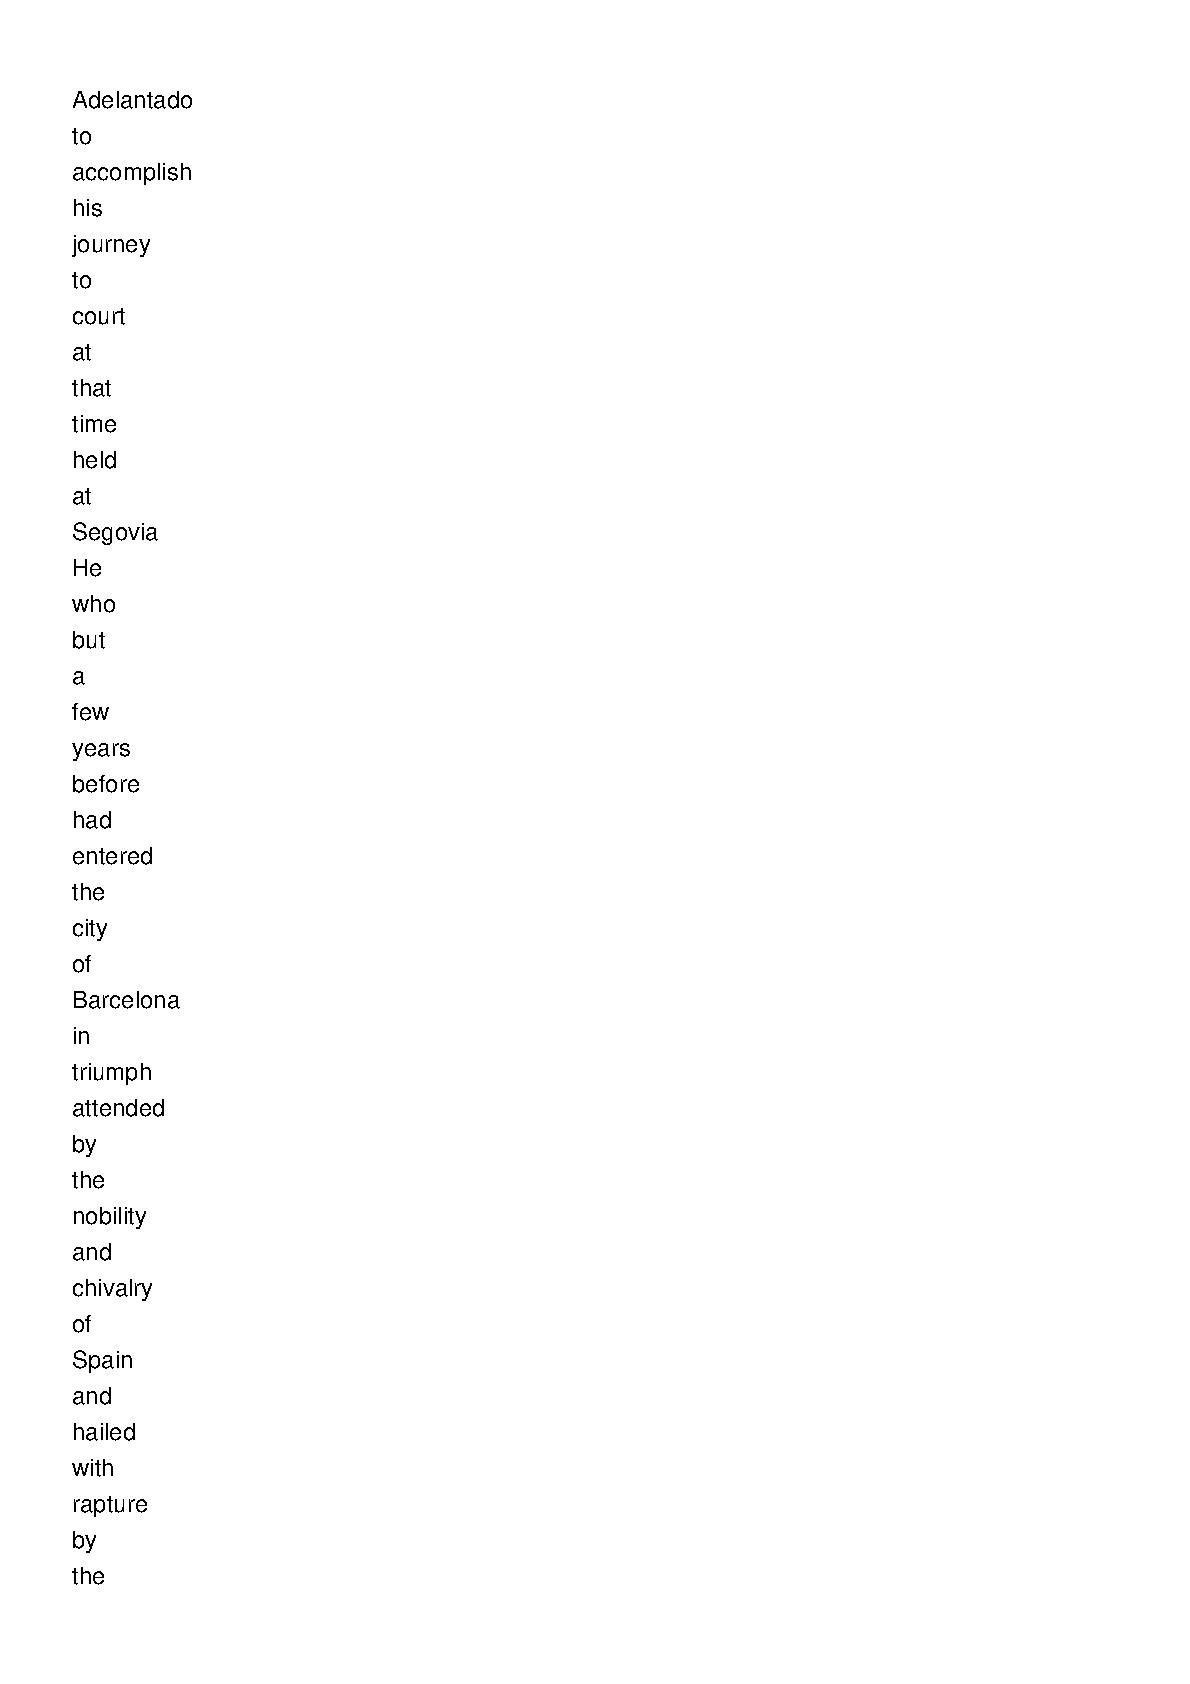 Adelantado
to
accomplish
his
journey
to
court
at
that
time
held
at
Segovia
He
who
but
a
few
years
before
had
entered
the
city
of
Barcelona
in
triumph
attended
by
the
nobility
and
chivalry
of
Spain
and
hailed
with
rapture
by
the